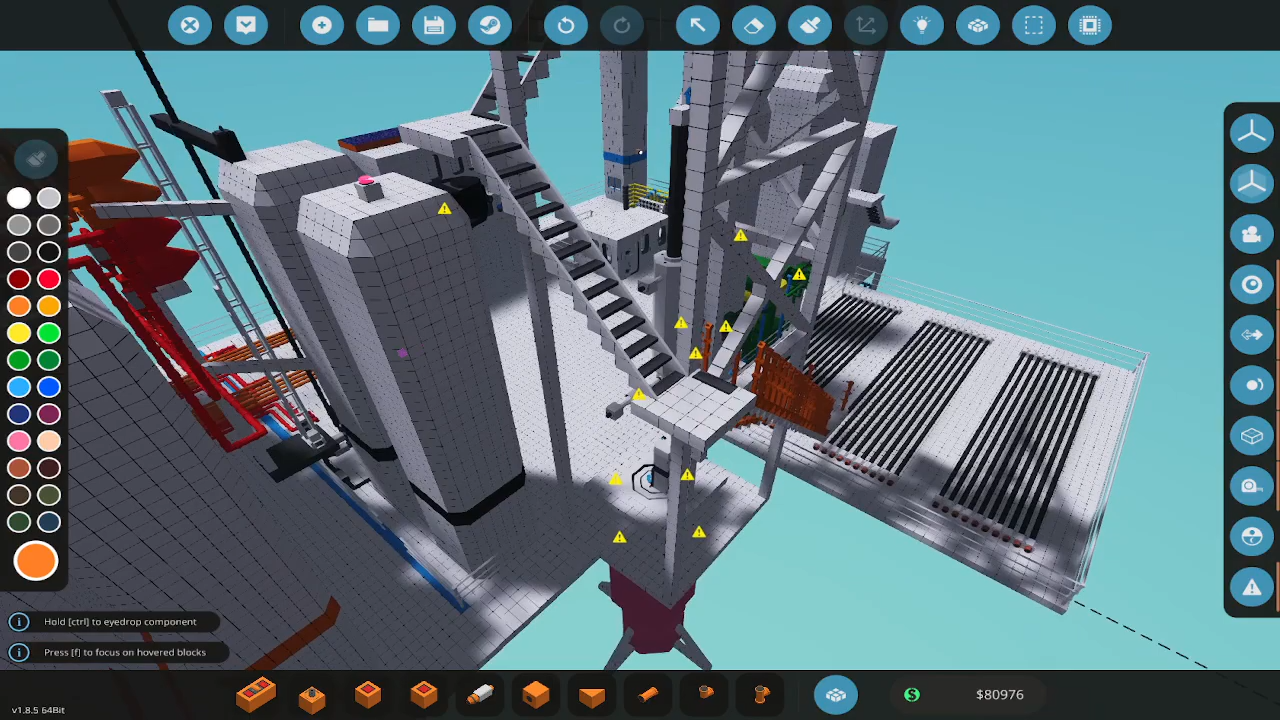 Hold [ctrl] to eyedrop component
Press [f] to focus on hovered blocks
v1.8.5 64Bit
$80976